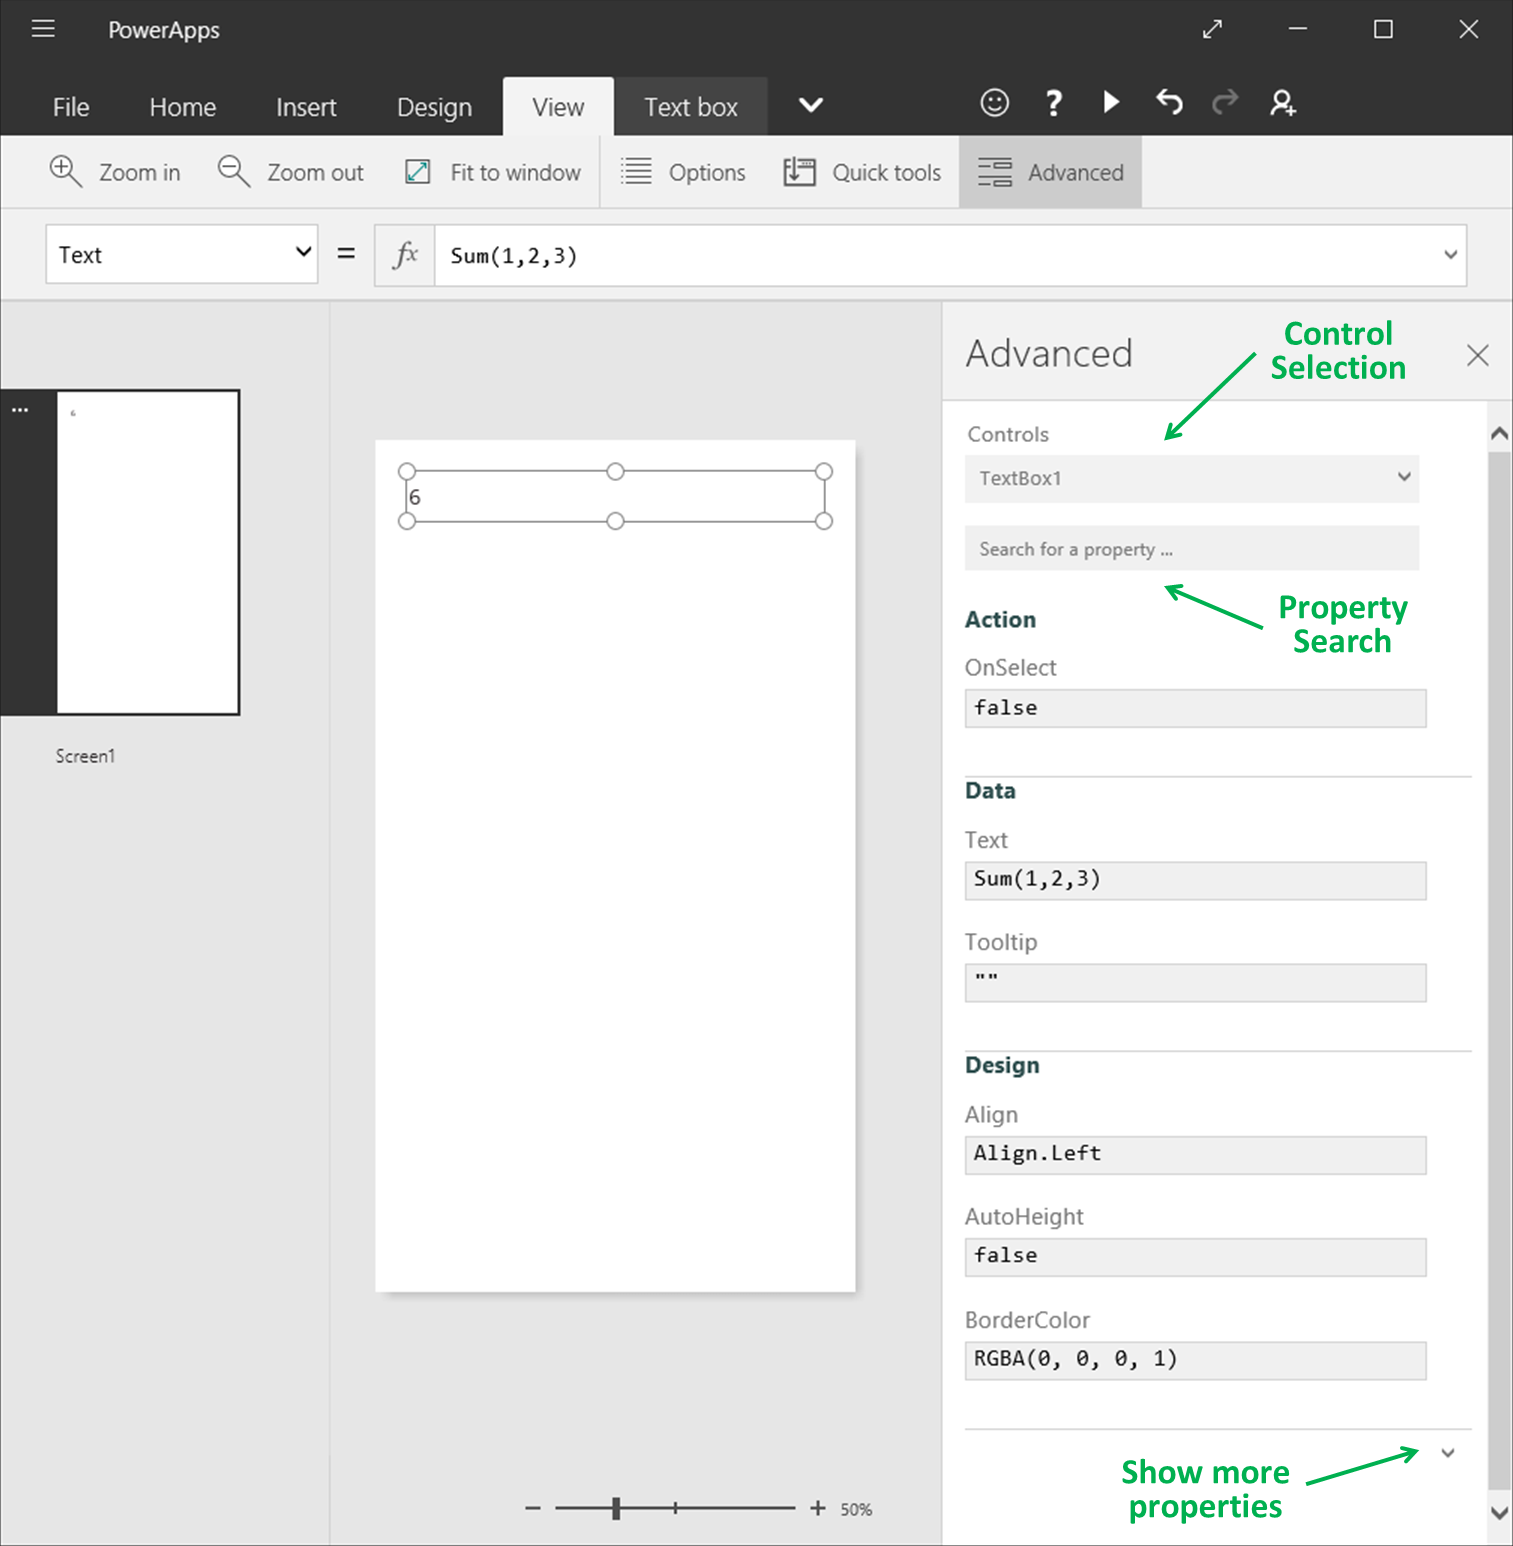 PowerApps
File Home Insert Design View Text box
Zoom in Zoom out Fit to window Options Quick tools Advanced
Text = fx Sum(1,2,3)
Advanced
Control
Selection
Controls
TextBox1
Search for a property ...
Property
Search
Action
OnSelect
false
Data
Text
Sum(1,2,3)
Tooltip
""
Design
Align
Align.Left
AutoHeight
false
BorderColor
RGBA(0, 0, 0, 1)
Show more
properties
6
6
Screen1
50%